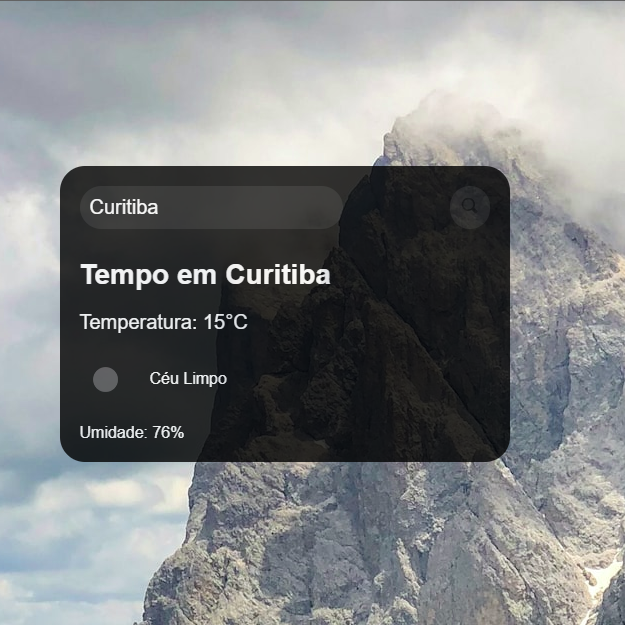 Curitiba
Tempo em Curitiba
Temperatura: 15°C
Céu Limpo
Umidade: 76%